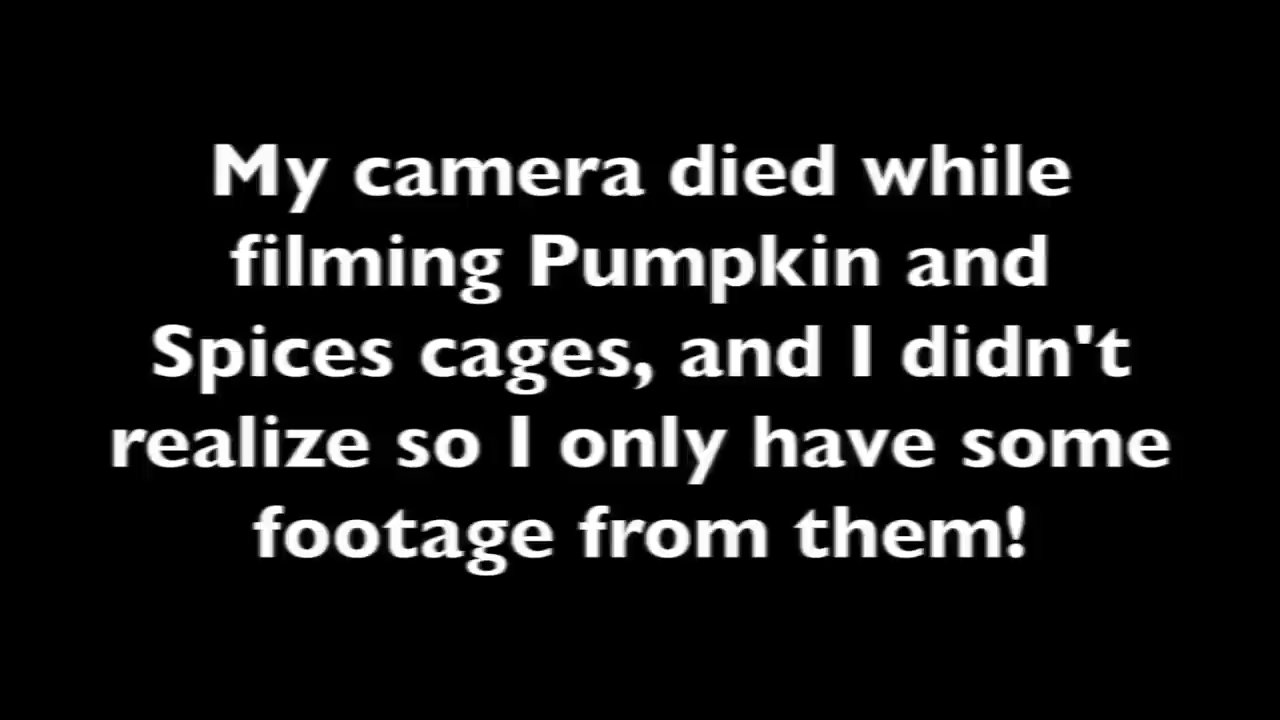 My camera died while
filming Pumpkin and
Spices cages, and I didn't
realize so I only have some
footage from them!